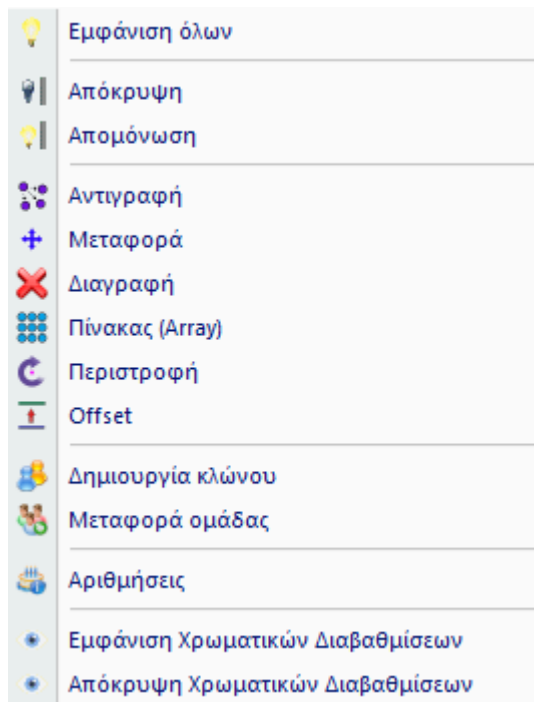 Εμφάνιση όλων
Απόκρυψη
Απομόνωση
Αντιγραφή
Μεταφορά
Διαγραφή
Πίνακας (Array)
Περιστροφή
Offset
Δημιουργία κλώνου
Μεταφορά ομάδας
Αριθμήσεις
Εμφάνιση Χρωματικών Διαβαθμίσεων
Απόκρυψη Χρωματικών Διαβαθμίσεων